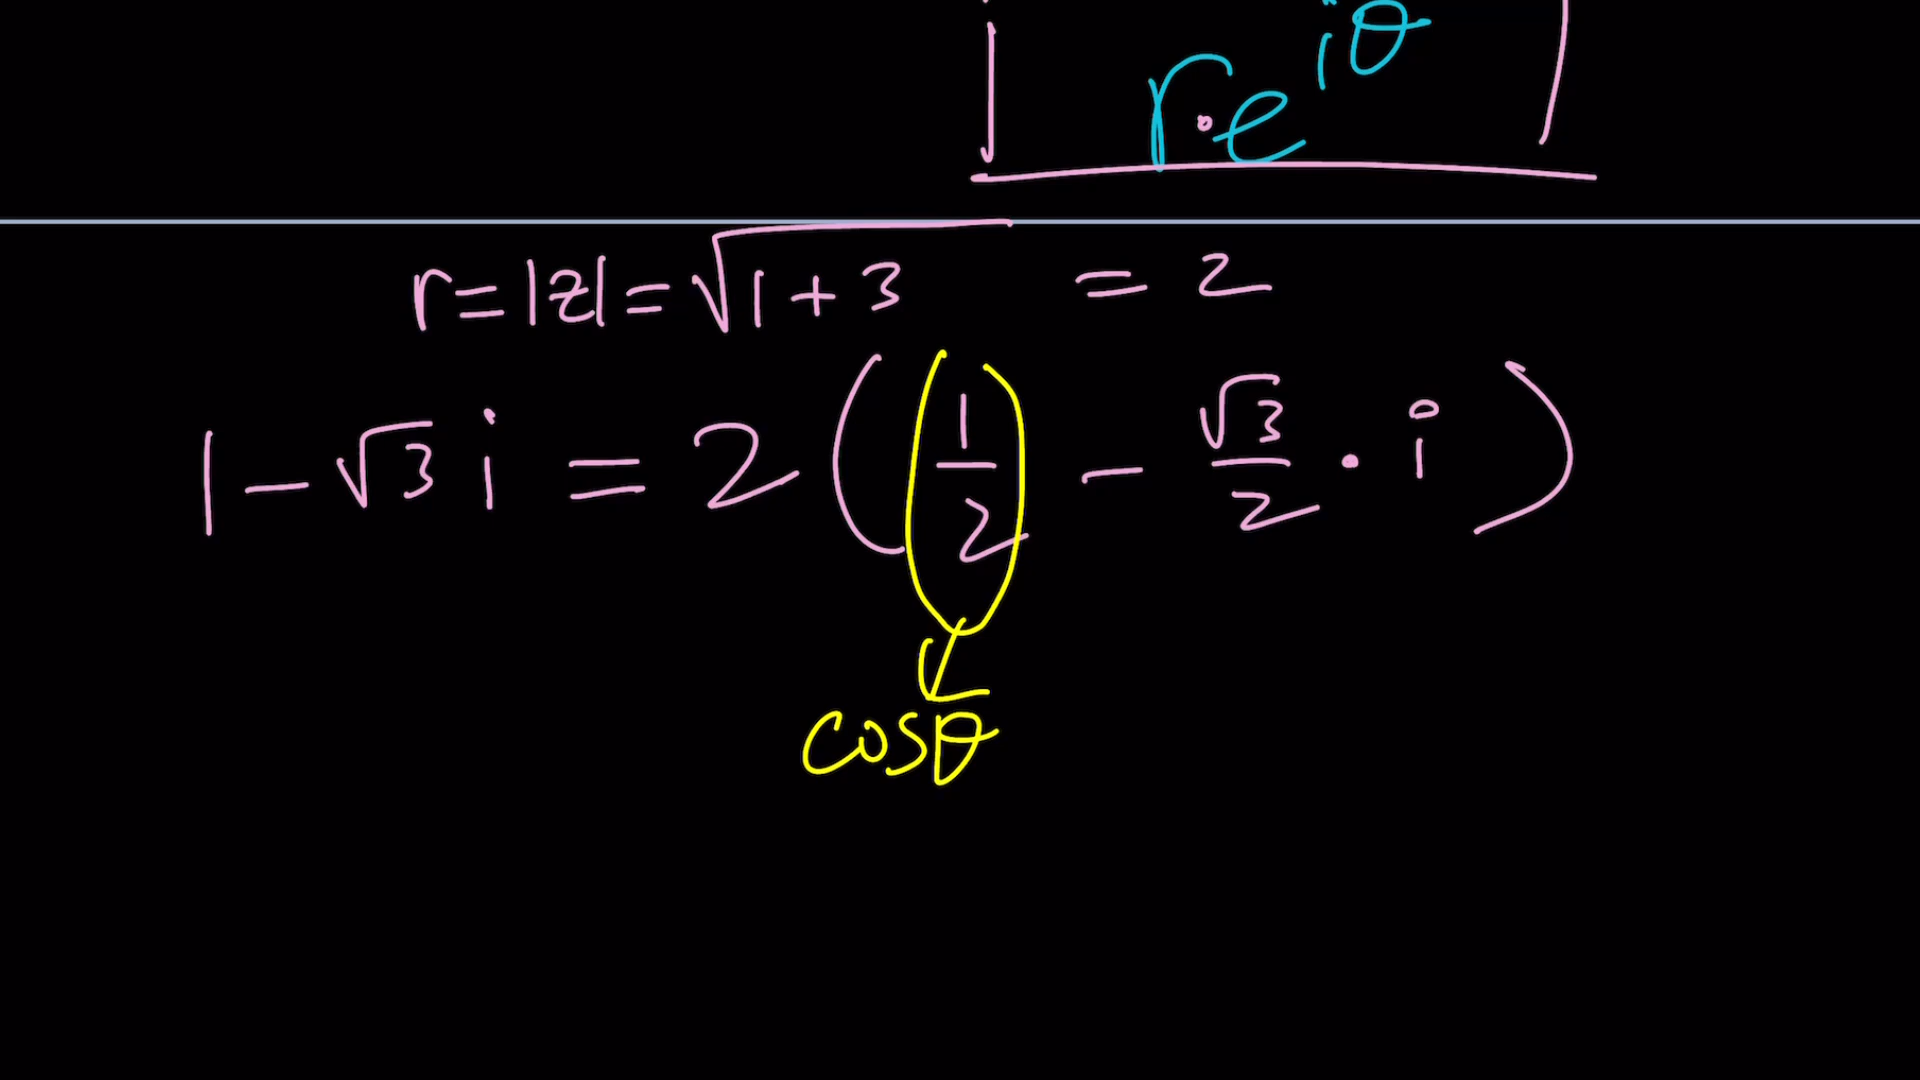 r·e^{iθ}
r=|z|=√(1+3) = 2
1-√3 i = 2(1/2 - √3/2 · i)
cosθ